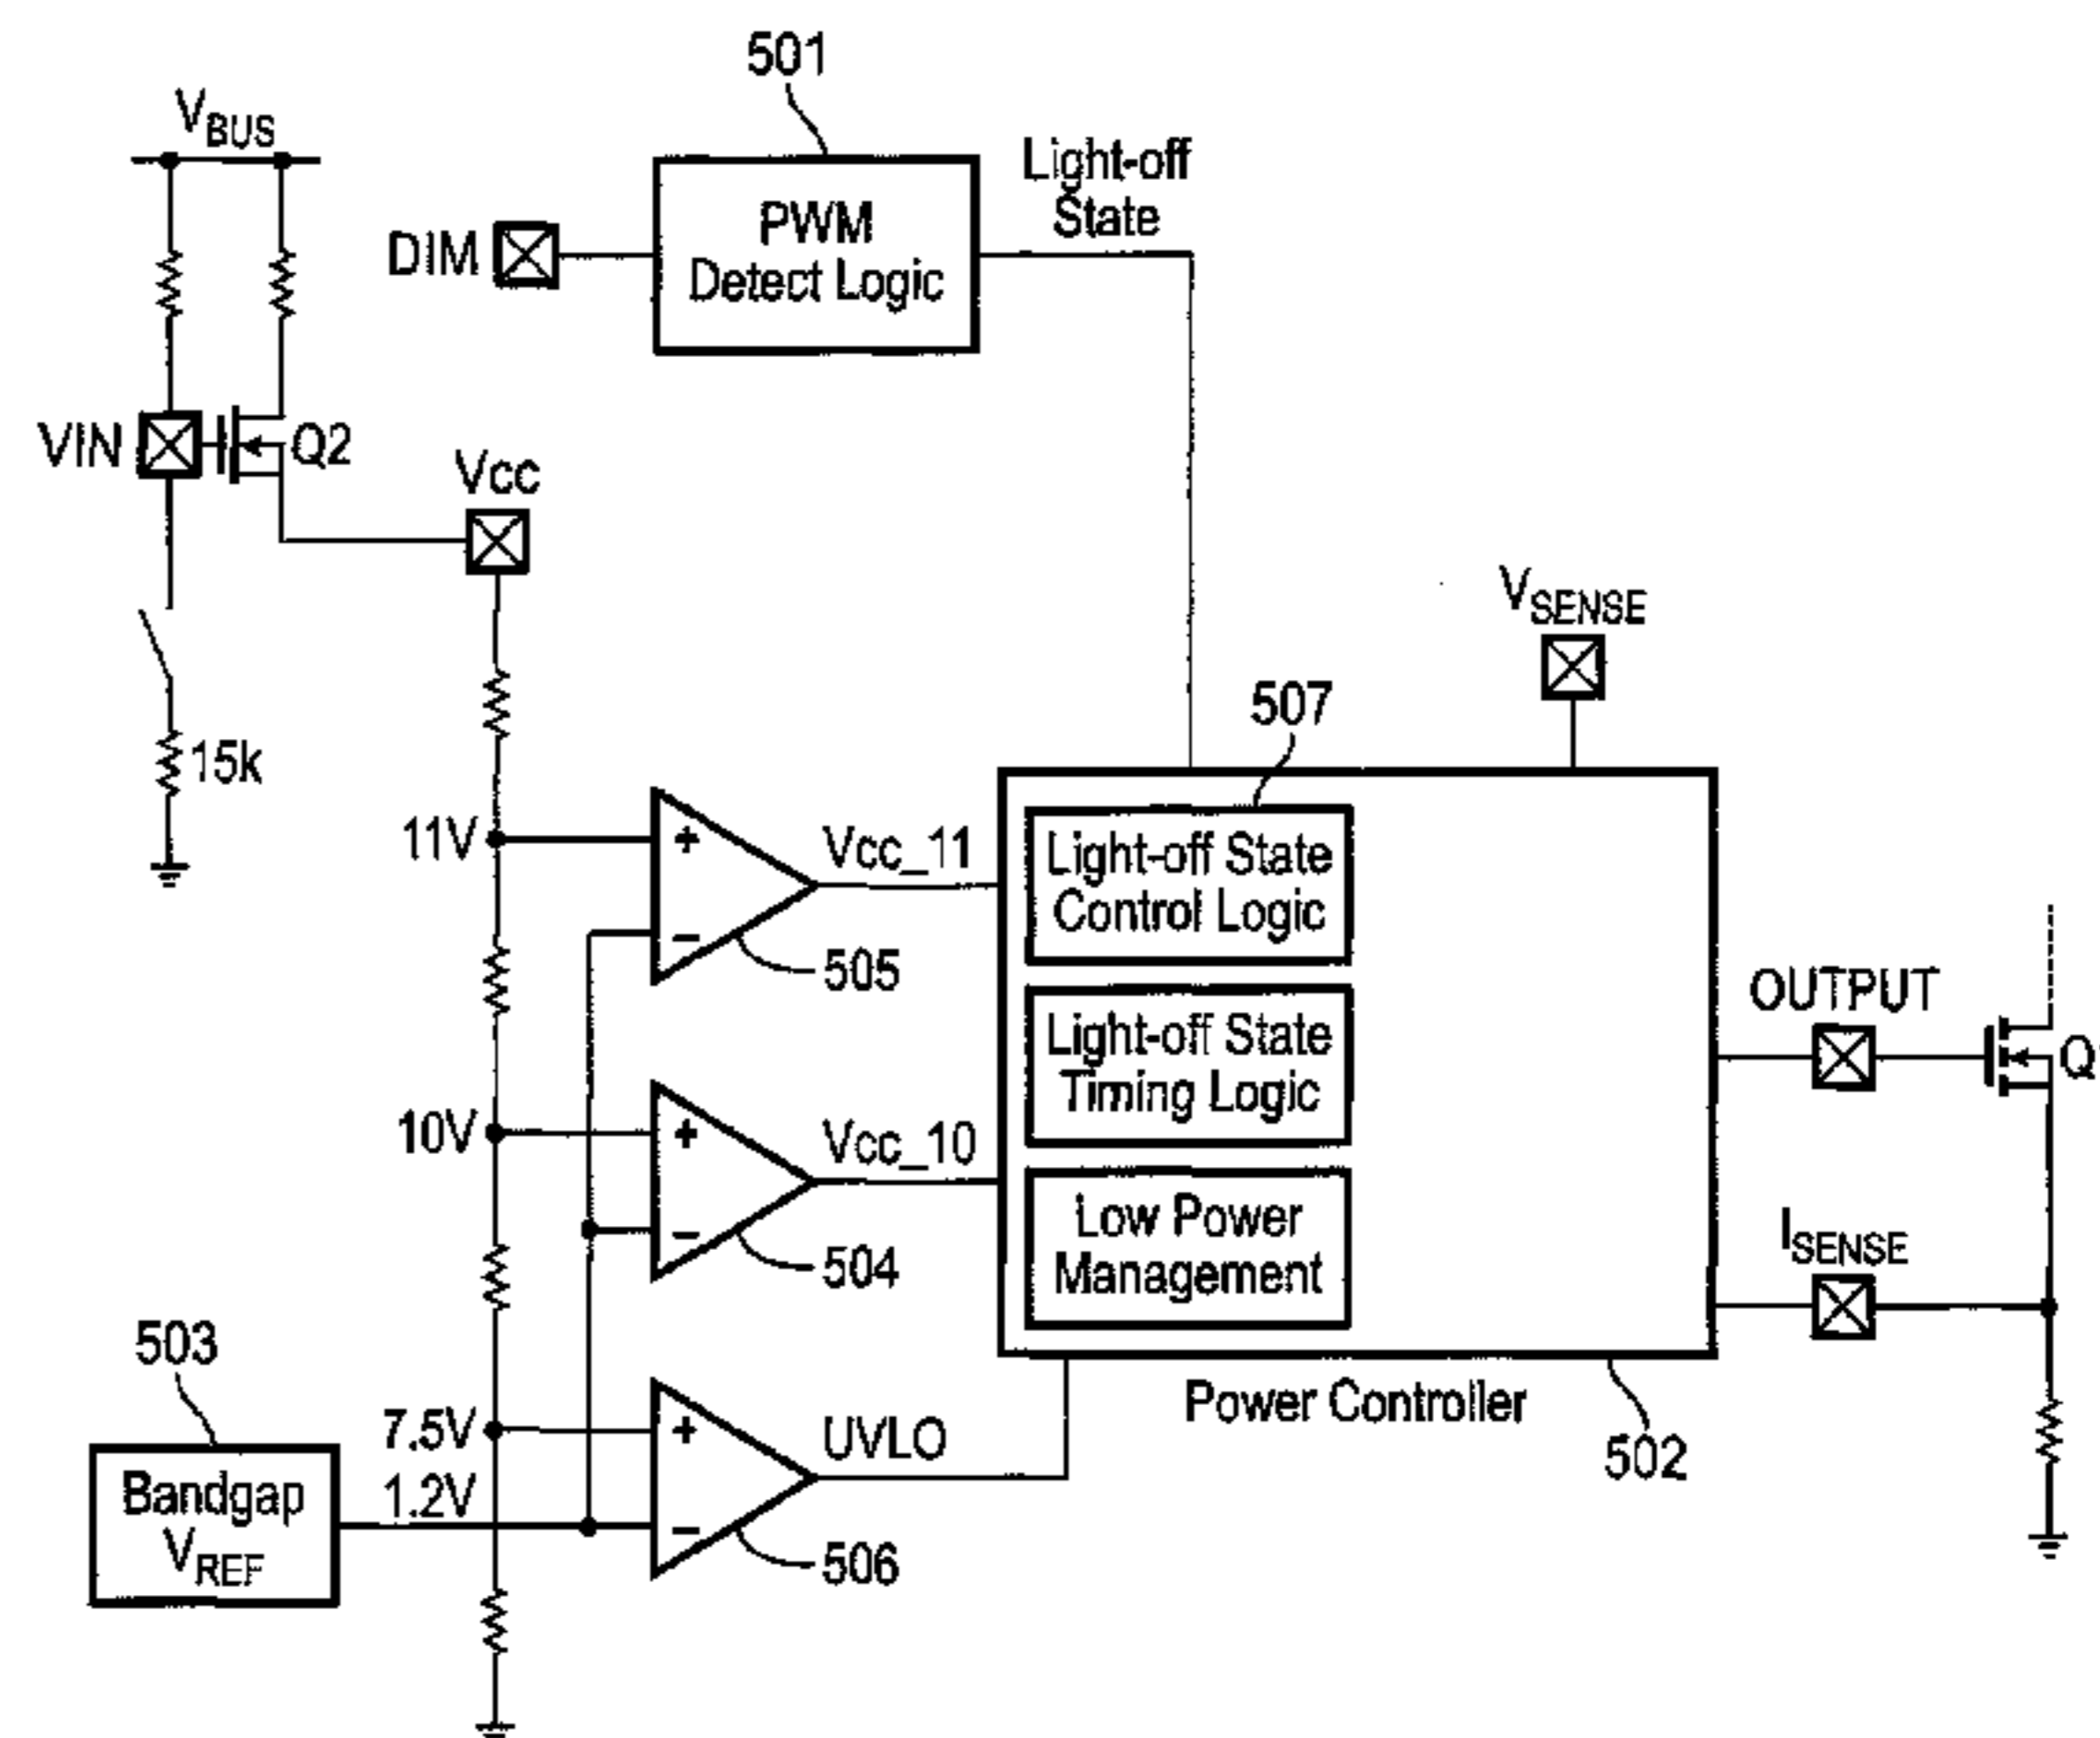 501
VBUS
Light-off
State
PWM
Detect Logic
DIM
VIN
Q2
Vcc
VSENSE
507
15k
11V
Vcc_11
Light-off State
Control Logic
505
OUTPUT
Light-off State
Timing Logic
Q
10V
Vcc_10
Low Power
Management
ISENSE
504
503
7.5V
UVLO
Power Controller
502
1.2V
Bandgap
VREF
506
+
−
+
−
+
−